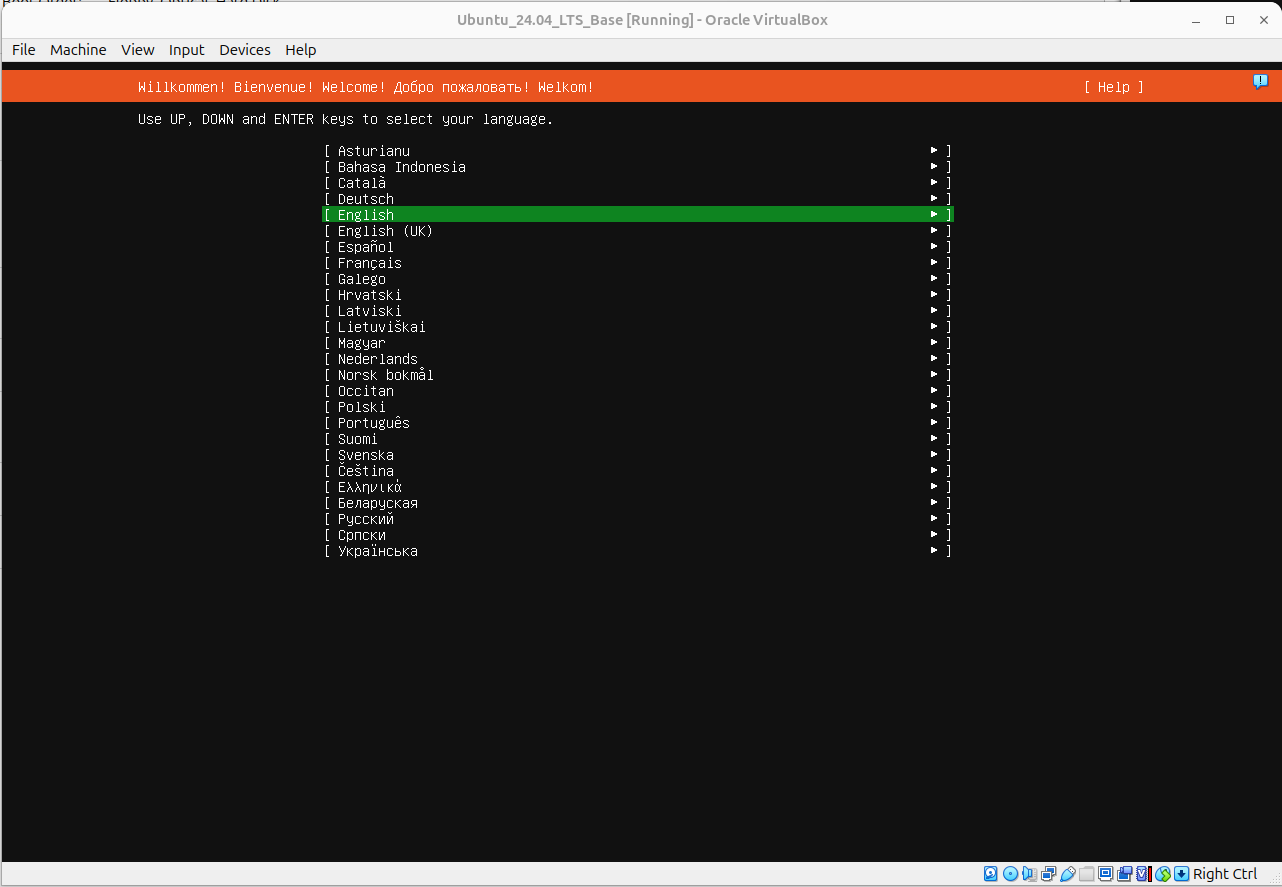 Ubuntu_24.04_LTS_Base [Running] - Oracle VirtualBox
File Machine View Input Devices Help
Willkommen! Bienvenue! Welcome! Добро пожаловать! Welkom! [ Help ]
Use UP, DOWN and ENTER keys to select your language.
[ Asturianu ▸ ]
[ Bahasa Indonesia ▸ ]
[ Català ▸ ]
[ Deutsch ▸ ]
[ English ▸ ]
[ English (UK) ▸ ]
[ Español ▸ ]
[ Français ▸ ]
[ Galego ▸ ]
[ Hrvatski ▸ ]
[ Latviski ▸ ]
[ Lietuviškai ▸ ]
[ Magyar ▸ ]
[ Nederlands ▸ ]
[ Norsk bokmål ▸ ]
[ Occitan ▸ ]
[ Polski ▸ ]
[ Português ▸ ]
[ Suomi ▸ ]
[ Svenska ▸ ]
[ Čeština ▸ ]
[ Ελληνικά ▸ ]
[ Беларуская ▸ ]
[ Русский ▸ ]
[ Српски ▸ ]
[ Українська ▸ ]
Right Ctrl